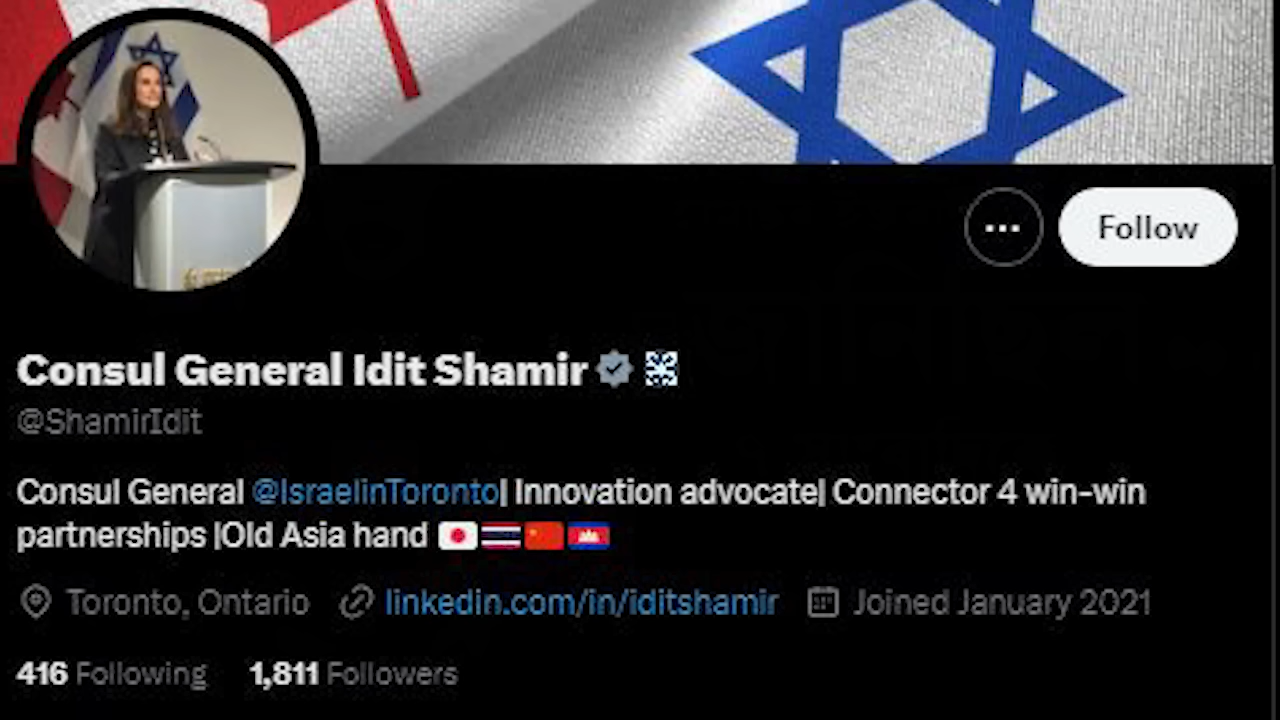 Follow
Consul General Idit Shamir
@ShamirIdit
Consul General @IsraelinToronto| Innovation advocate| Connector 4 win-win
partnerships |Old Asia hand 🇯🇵🇹🇭🇨🇳🇰🇭
Toronto, Ontario linkedin.com/in/iditshamir Joined January 2021
416 Following 1,811 Followers